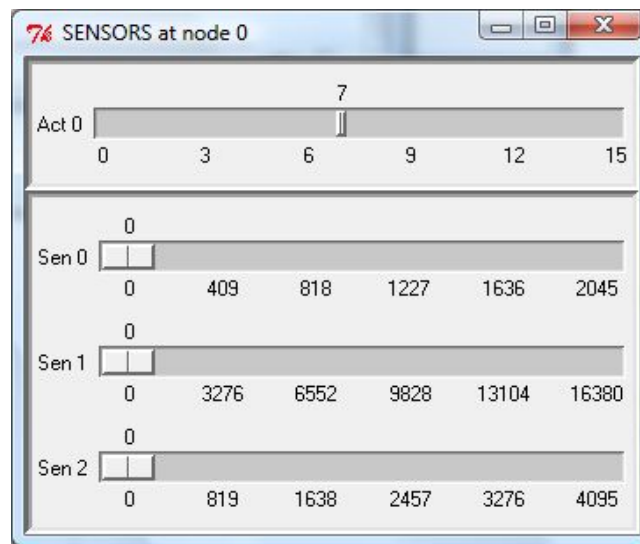 SENSORS at node 0
7
Act 0
0 3 6 9 12 15
0
Sen 0
0 409 818 1227 1636 2045
0
Sen 1
0 3276 6552 9828 13104 16380
0
Sen 2
0 819 1638 2457 3276 4095